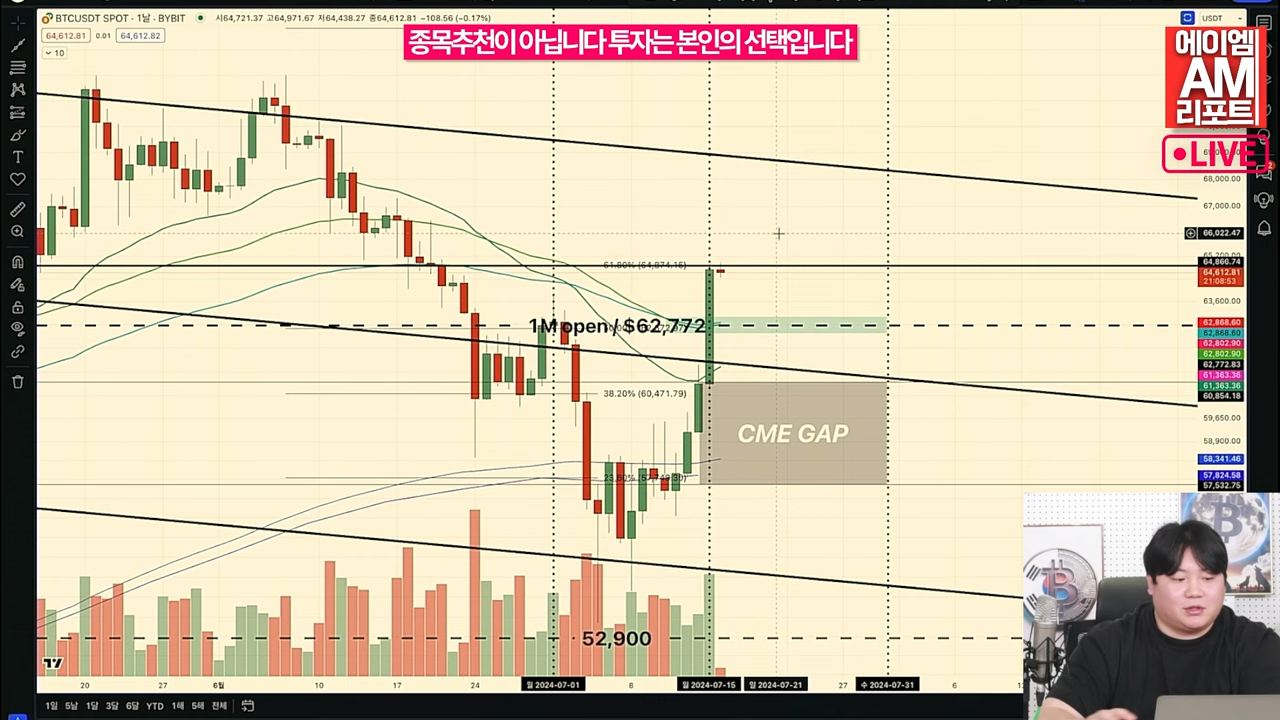 BTCUSDT SPOT · 1날 · BYBIT 시64,721.37 고64,971.67 저64,438.27 종64,612.81 −108.56 (−0.17%)
USDT
64,612.81 0.01 64,612.82
10
종목추천이 아닙니다 투자는 본인의 선택입니다
에이엠
AM
리포트
LIVE
68,000.00
67,000.00
66,022.47
61.80% (64,874.15)
64,866.74
64,612.81
21:08:53
63,600.00
1M open / $62,772
62,868.60
62,868.60
62,802.90
62,802.90
62,772.83
61,363.36
61,363.36
60,854.18
38.20% (60,471.79)
59,650.00
CME GAP
58,900.00
58,341.46
57,824.58
57,532.75
52,900
20 27 6월 10 17 24 월 2024-07-01 8 월 2024-07-15 일 2024-07-21 27 수 2024-07-31 6
1일 5날 1달 3달 6달 YTD 1해 5해 전체